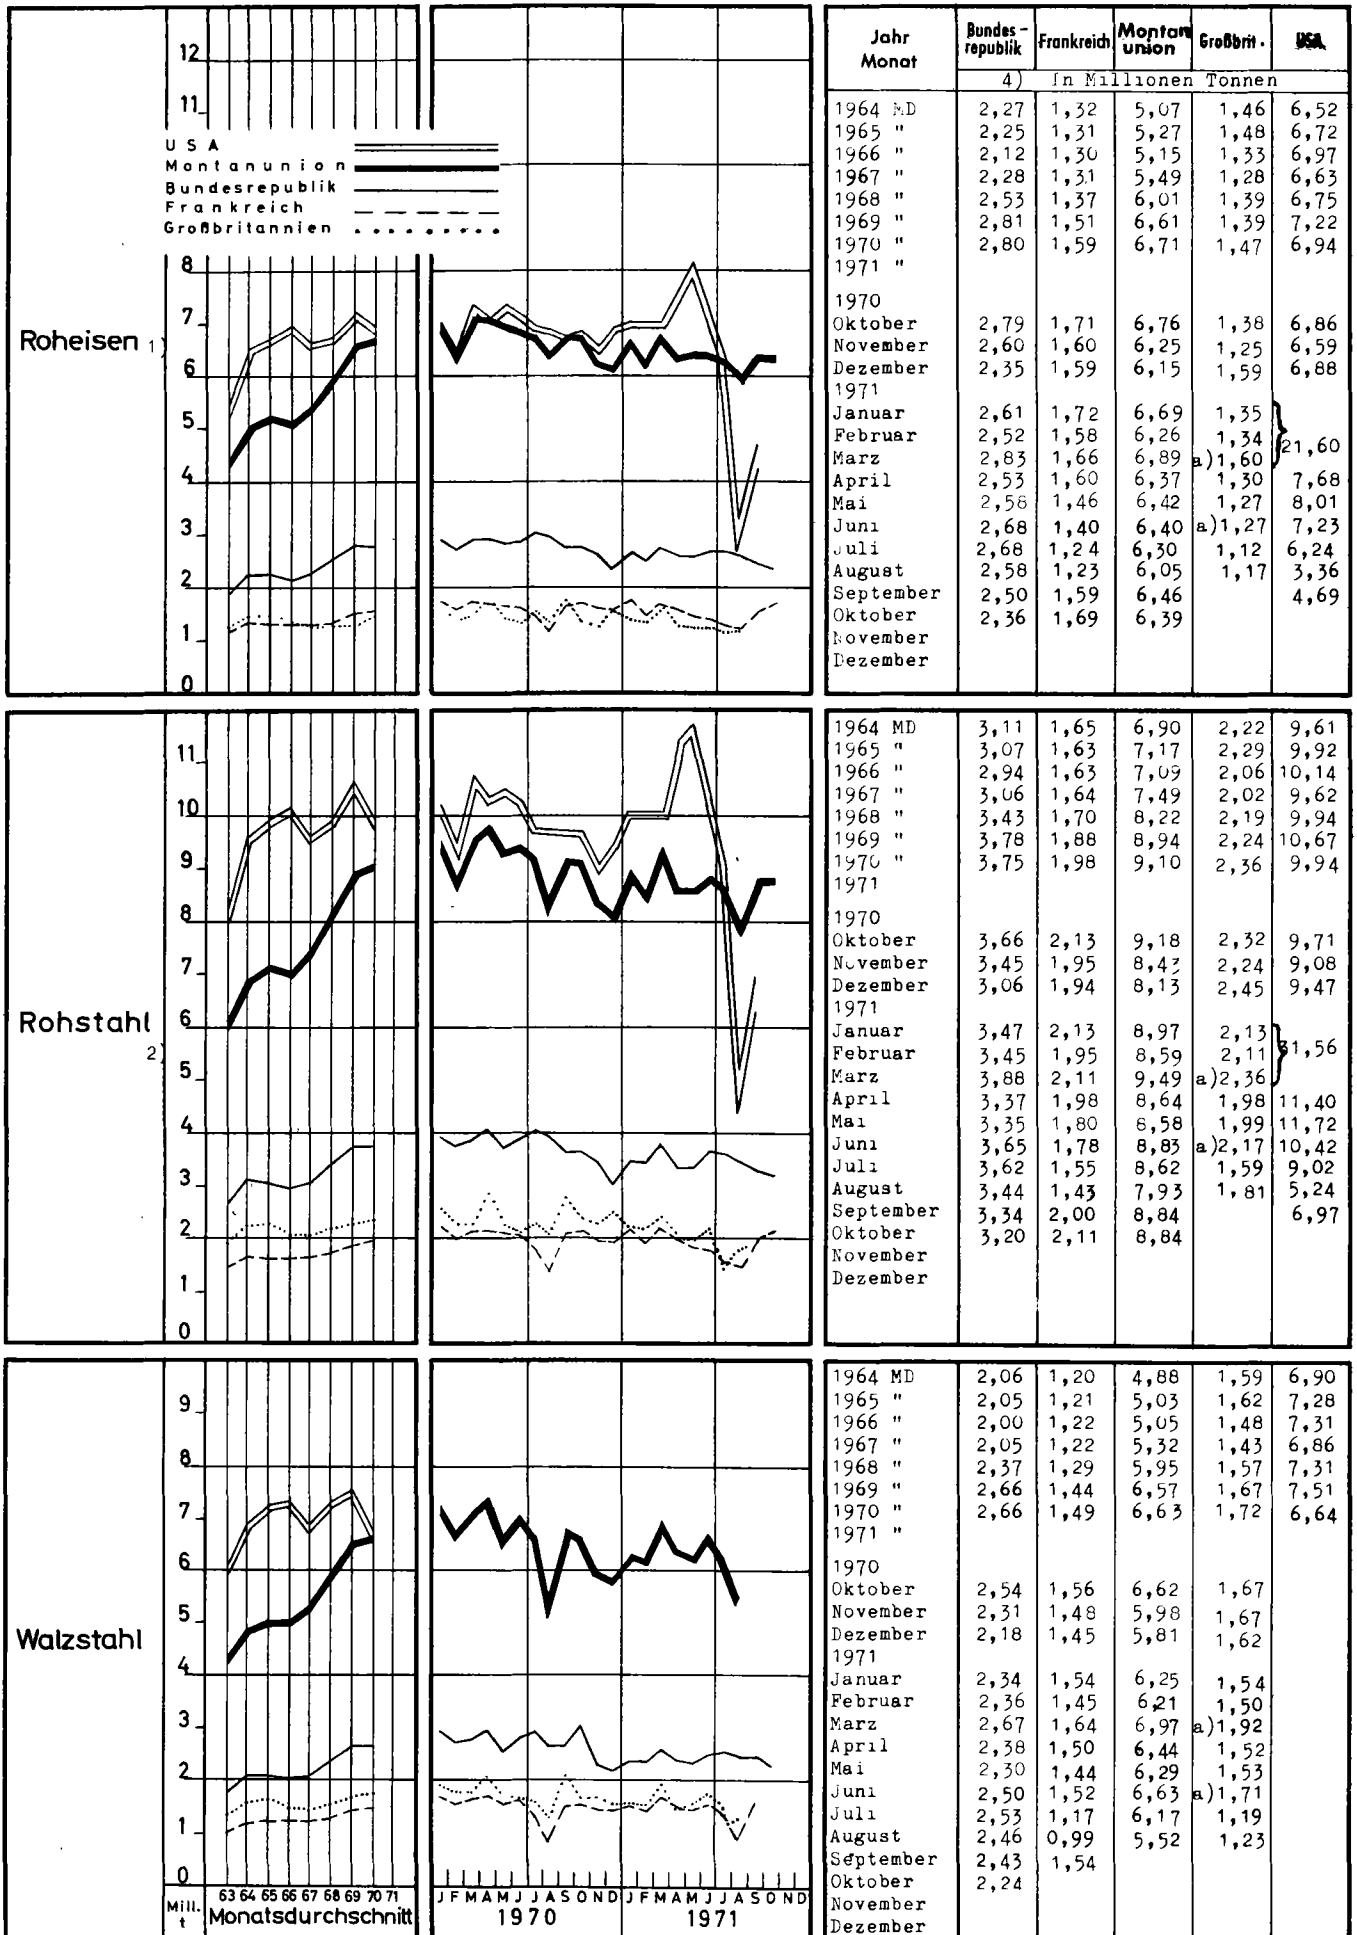 12
11
USA
Montanunion
Bundesrepublik
Frankreich
Großbritannien
8
7
6
5
4
3
2
1
0
Roheisen 1)
Jahr Monat Bundes-republik Frankreich Montan union Großbrit. USA
4) In Millionen Tonnen
1964 MD 2,27 1,32 5,07 1,46 6,52
1965 " 2,25 1,31 5,27 1,48 6,72
1966 " 2,12 1,30 5,15 1,33 6,97
1967 " 2,28 1,31 5,49 1,28 6,63
1968 " 2,53 1,37 6,01 1,39 6,75
1969 " 2,81 1,51 6,61 1,39 7,22
1970 " 2,80 1,59 6,71 1,47 6,94
1971 "
1970
Oktober 2,79 1,71 6,76 1,38 6,86
November 2,60 1,60 6,25 1,25 6,59
Dezember 2,35 1,59 6,15 1,59 6,88
1971
Januar 2,61 1,72 6,69 1,35
Februar 2,52 1,58 6,26 1,34 21,60
Marz 2,83 1,66 6,89 a)1,60
April 2,53 1,60 6,37 1,30 7,68
Mai 2,58 1,46 6,42 1,27 8,01
Juni 2,68 1,40 6,40 a)1,27 7,23
Juli 2,68 1,24 6,30 1,12 6,24
August 2,58 1,23 6,05 1,17 3,36
September 2,50 1,59 6,46 4,69
Oktober 2,36 1,69 6,39
November
Dezember
11
10
9
8
7
6
5
4
3
2
1
0
Rohstahl 2)
1964 MD 3,11 1,65 6,90 2,22 9,61
1965 " 3,07 1,63 7,17 2,29 9,92
1966 " 2,94 1,63 7,09 2,06 10,14
1967 " 3,06 1,64 7,49 2,02 9,62
1968 " 3,43 1,70 8,22 2,19 9,94
1969 " 3,78 1,88 8,94 2,24 10,67
1970 " 3,75 1,98 9,10 2,36 9,94
1971
1970
Oktober 3,66 2,13 9,18 2,32 9,71
November 3,45 1,95 8,43 2,24 9,08
Dezember 3,06 1,94 8,13 2,45 9,47
1971
Januar 3,47 2,13 8,97 2,13
Februar 3,45 1,95 8,59 2,11 31,56
Marz 3,88 2,11 9,49 a)2,36
April 3,37 1,98 8,64 1,98 11,40
Mai 3,35 1,80 8,58 1,99 11,72
Juni 3,65 1,78 8,83 a)2,17 10,42
Juli 3,62 1,55 8,62 1,59 9,02
August 3,44 1,43 7,93 1,81 5,24
September 3,34 2,00 8,84 6,97
Oktober 3,20 2,11 8,84
November
Dezember
9
8
7
6
5
4
3
2
1
0
Walzstahl
Mill. t
63 64 65 66 67 68 69 70 71
Monatsdurchschnitt
J F M A M J J A S O N D J F M A M J J A S O N D
1970 1971
1964 MD 2,06 1,20 4,88 1,59 6,90
1965 " 2,05 1,21 5,03 1,62 7,28
1966 " 2,00 1,22 5,05 1,48 7,31
1967 " 2,05 1,22 5,32 1,43 6,86
1968 " 2,37 1,29 5,95 1,57 7,31
1969 " 2,66 1,44 6,57 1,67 7,51
1970 " 2,66 1,49 6,63 1,72 6,64
1971 "
1970
Oktober 2,54 1,56 6,62 1,67
November 2,31 1,48 5,98 1,67
Dezember 2,18 1,45 5,81 1,62
1971
Januar 2,34 1,54 6,25 1,54
Februar 2,36 1,45 6,21 1,50
Marz 2,67 1,64 6,97 a)1,92
April 2,38 1,50 6,44 1,52
Mai 2,30 1,44 6,29 1,53
Juni 2,50 1,52 6,63 a)1,71
Juli 2,53 1,17 6,17 1,19
August 2,46 0,99 5,52 1,23
September 2,43 1,54
Oktober 2,24
November
Dezember